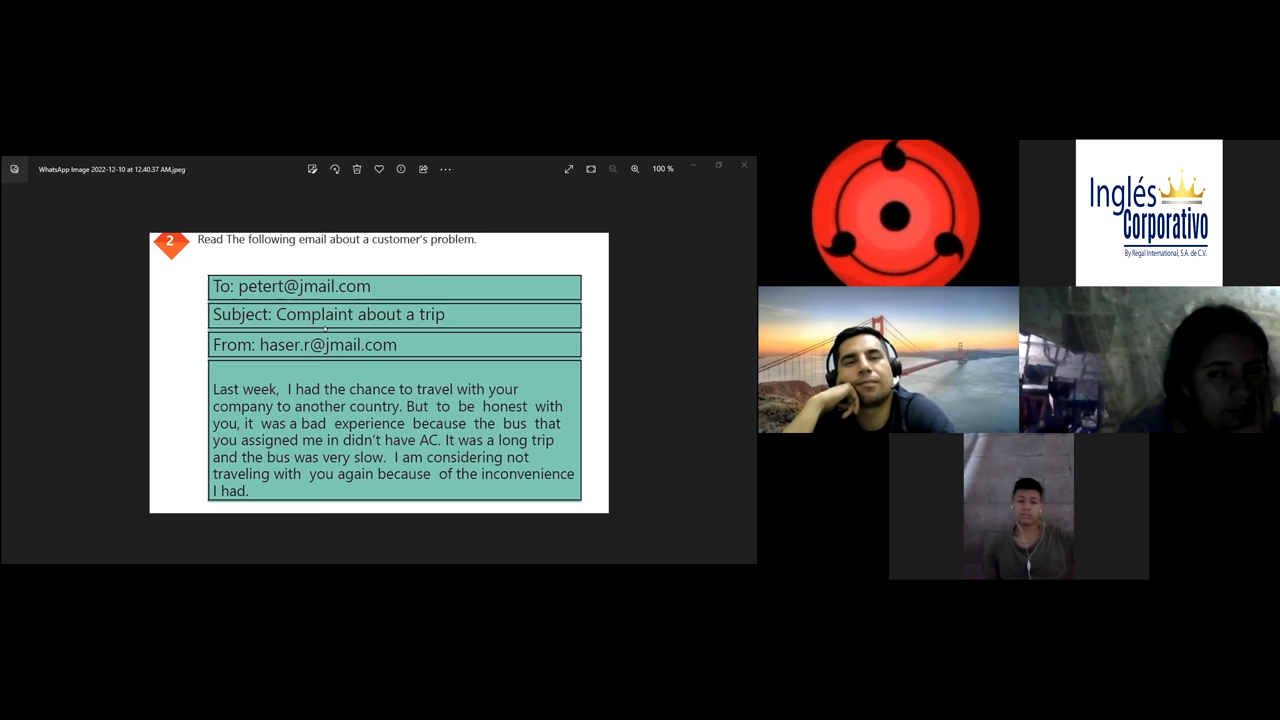 WhatsApp Image 2022-12-10 at 12.40.37 AM.jpeg
100 %
2
Read The following email about a customer's problem.
To: petert@jmail.com
Subject: Complaint about a trip
From: haser.r@jmail.com
Last week, I had the chance to travel with your
company to another country. But to be honest with
you, it was a bad experience because the bus that
you assigned me in didn't have AC. It was a long trip
and the bus was very slow. I am considering not
traveling with you again because of the inconvenience
I had.
Inglés
Corporativo
By Regal International, S.A. de C.V.